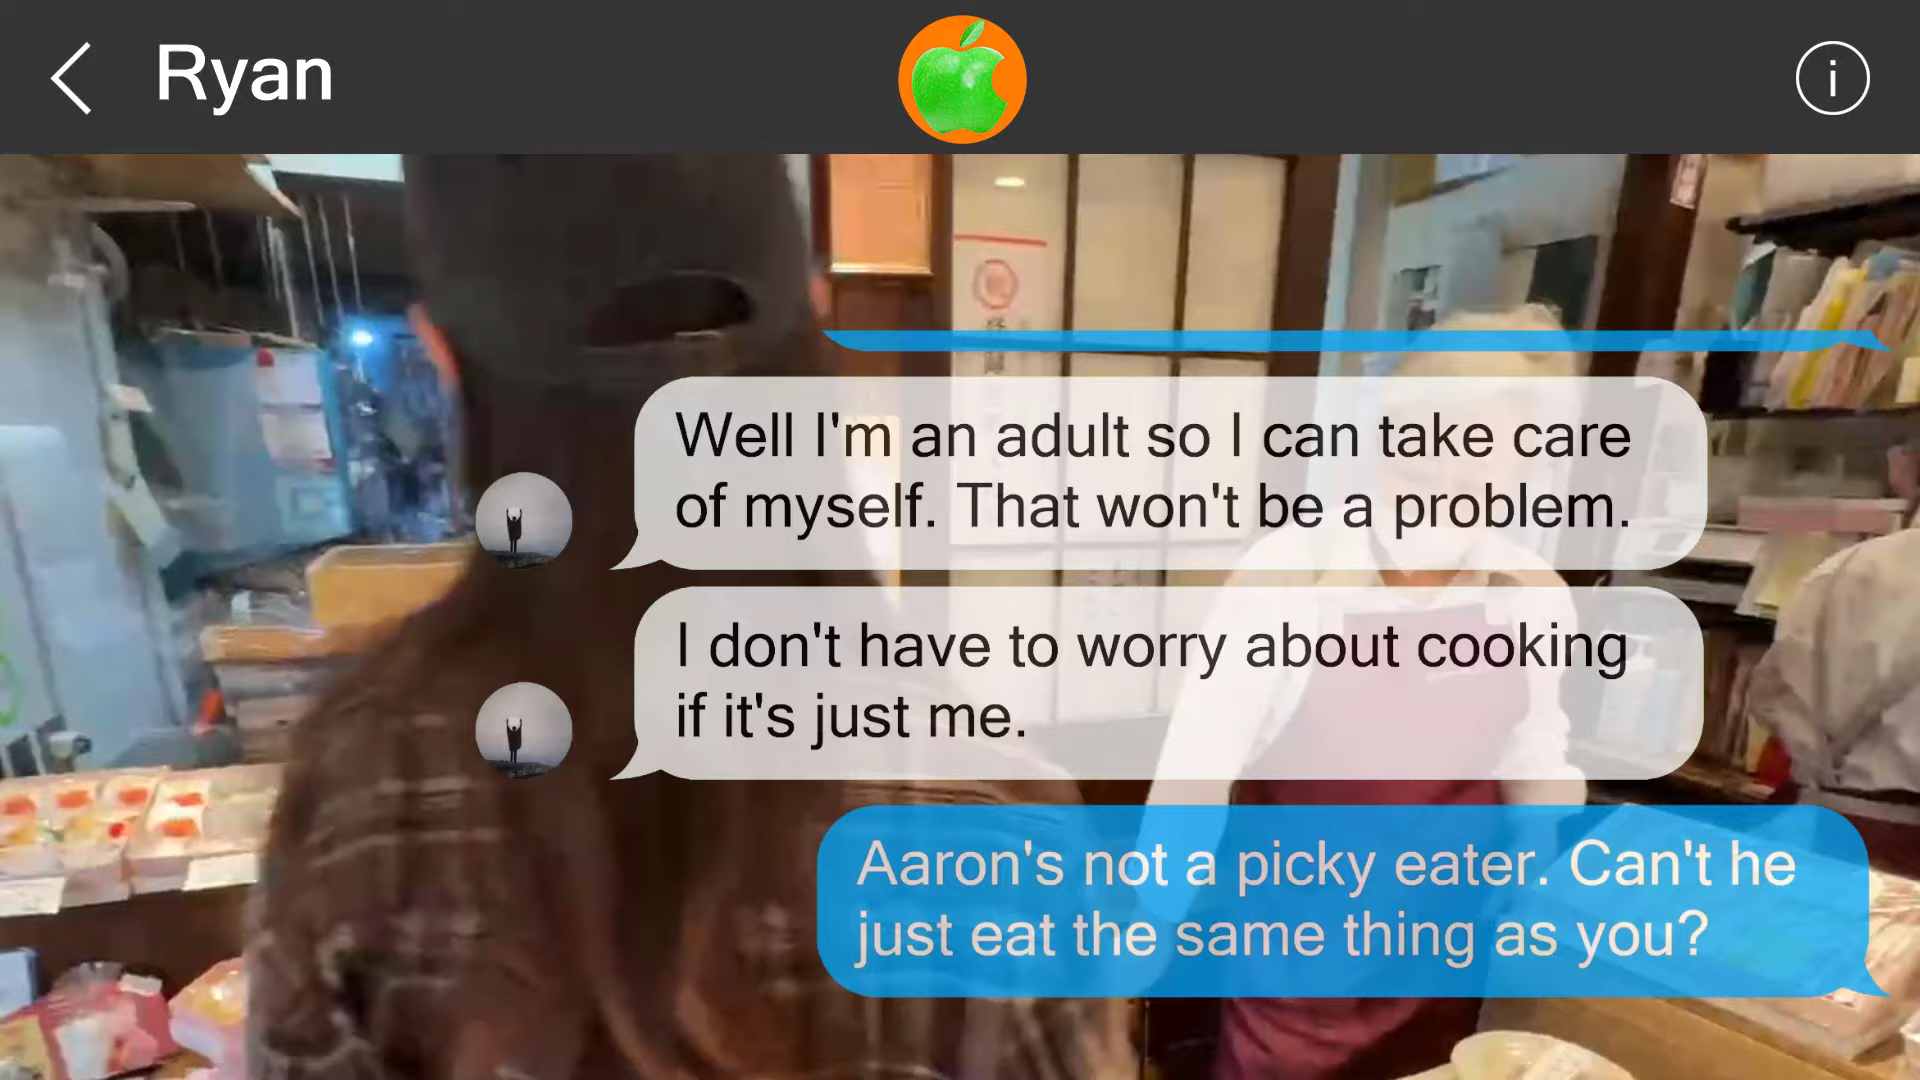 Ryan
i
Well I'm an adult so I can take care
of myself. That won't be a problem.
I don't have to worry about cooking
if it's just me.
Aaron's not a picky eater. Can't he
just eat the same thing as you?